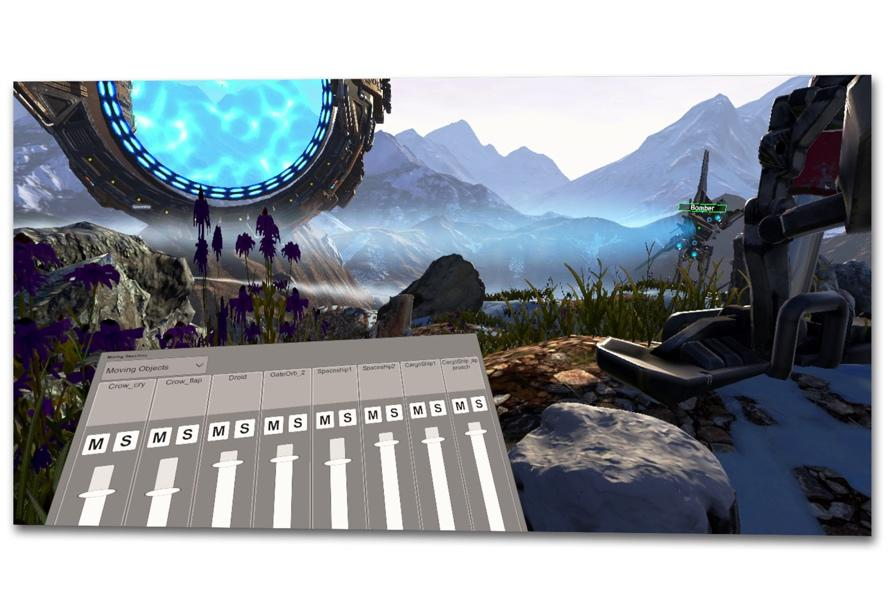 Bomber
Moving Objects
Crow_cry
Crow_flap
Droid
GateOrb_2
Spaceship1
Spaceship2
CargoShip1
M S
M S
M S
M S
M S
M S
M S
M S